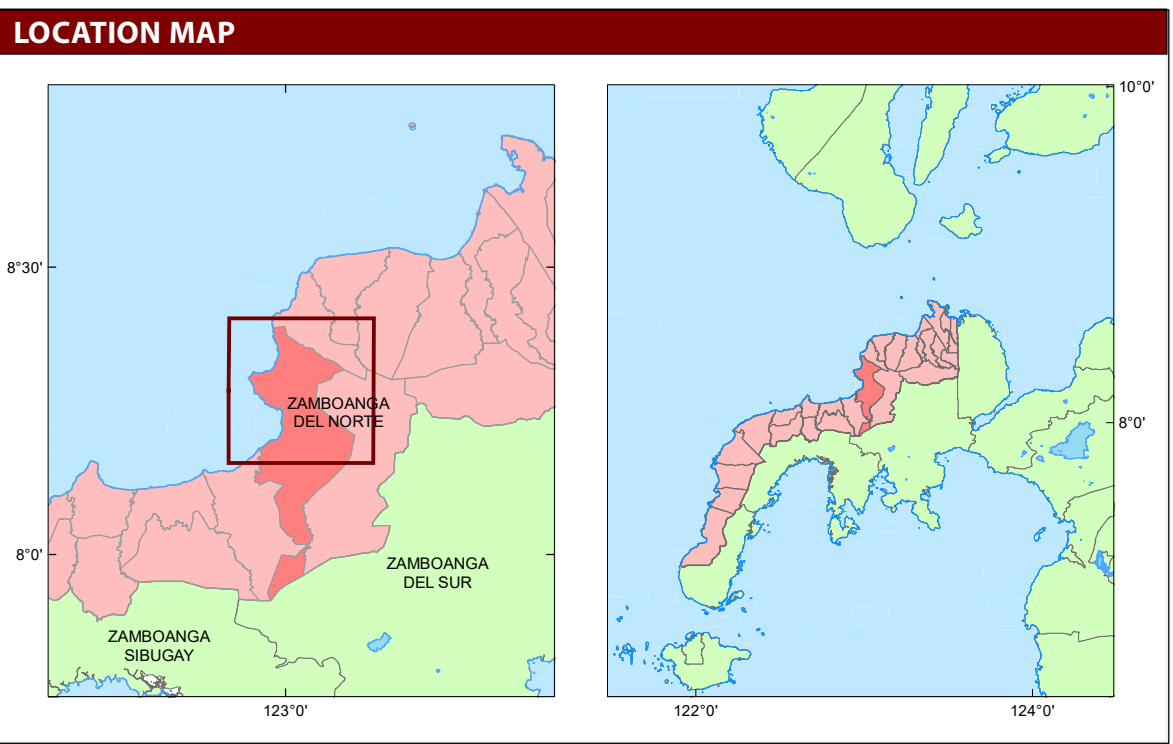 LOCATION MAP
10°0'
8°30'
ZAMBOANGA
DEL NORTE
8°0'
8°0'
ZAMBOANGA
DEL SUR
ZAMBOANGA
SIBUGAY
123°0'
122°0'
124°0'